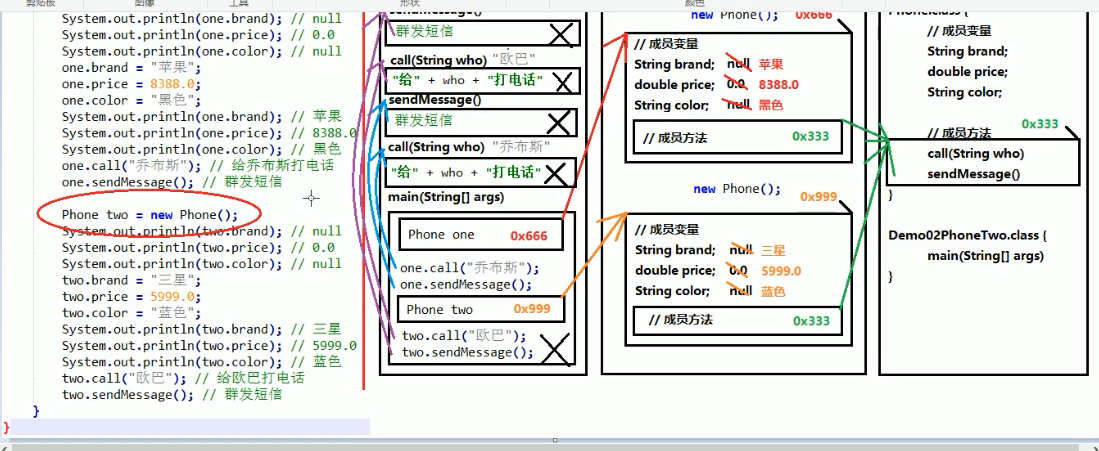 剪贴板
图像
工具
形状
颜色
System.out.println(one.brand); // null
System.out.println(one.price); // 0.0
System.out.println(one.color); // null
one.brand = "苹果";
one.price = 8388.0;
one.color = "黑色";
System.out.println(one.brand); // 苹果
System.out.println(one.price); // 8388.0
System.out.println(one.color); // 黑色
one.call("乔布斯"); // 给乔布斯打电话
one.sendMessage(); // 群发短信
Phone two = new Phone();
System.out.println(two.brand); // null
System.out.println(two.price); // 0.0
System.out.println(two.color); // null
two.brand = "三星";
two.price = 5999.0;
two.color = "蓝色";
System.out.println(two.brand); // 三星
System.out.println(two.price); // 5999.0
System.out.println(two.color); // 蓝色
two.call("欧巴"); // 给欧巴打电话
two.sendMessage(); // 群发短信
}
}
sendMessage()
群发短信
call(String who) "欧巴"
"给" + who + "打电话"
sendMessage()
群发短信
call(String who) "乔布斯"
"给" + who + "打电话"
main(String[] args)
Phone one 0x666
one.call("乔布斯");
one.sendMessage();
Phone two 0x999
two.call("欧巴");
two.sendMessage();
new Phone(); 0x666
// 成员变量
String brand; null 苹果
double price; 0.0 8388.0
String color; null 黑色
// 成员方法 0x333
new Phone();
0x999
// 成员变量
String brand; null 三星
double price; 0.0 5999.0
String color; null 蓝色
// 成员方法 0x333
Phone.class {
// 成员变量
String brand;
double price;
String color;
0x333
// 成员方法
call(String who)
sendMessage()
}
Demo02PhoneTwo.class {
main(String[] args)
}